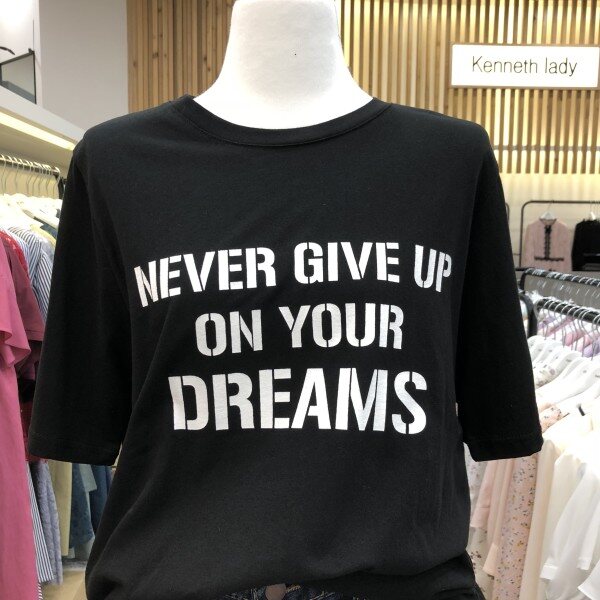 Kenneth lady
NEVER GIVE UP
ON YOUR
DREAMS